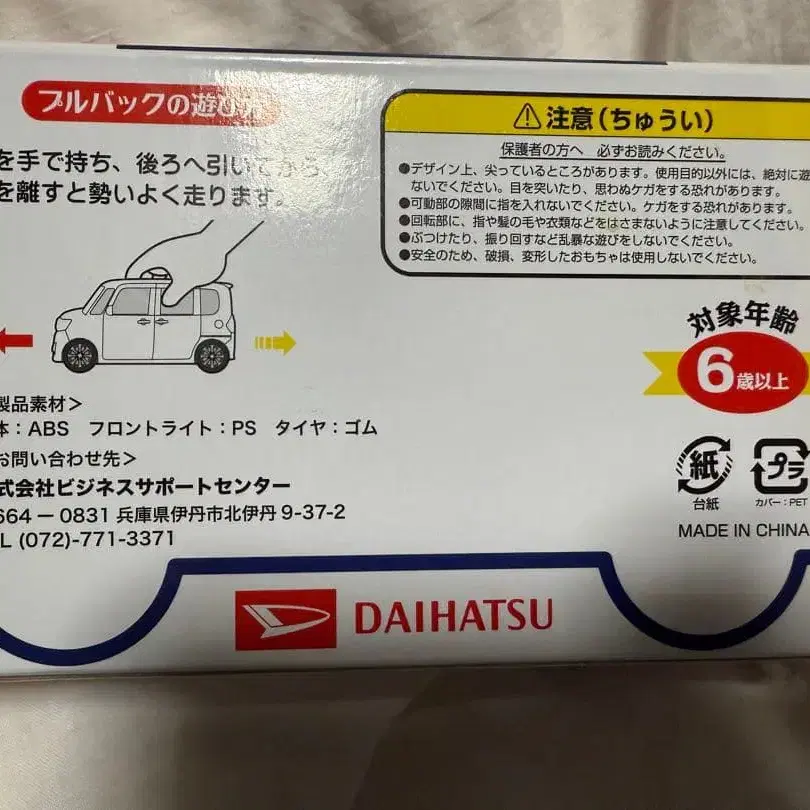 プルバックの遊び方
を手で持ち、後ろへ引いてから、
を離すと勢いよく走ります。
⚠注意(ちゅうい)
保護者の方へ 必ずお読みください。
●デザイン上、尖っているところがあります。使用目的以外には、絶対に遊
ないでください。目を突いたり、思わぬケガをする恐れがあります。
●可動部の隙間に指を入れないでください。ケガをする恐れがあります。
●回転部に、指や髪の毛や衣類などをはさまないように注意してください。
●ぶつけたり、振り回すなど乱暴な遊びをしないでください。
●安全のため、破損、変形したおもちゃは使用しないでください。
対象年齢
6歳以上
製品素材>
体:ABS フロントライト:PS タイヤ:ゴム
お問い合わせ先>
式会社ビジネスサポートセンター
664-0831 兵庫県伊丹市北伊丹9-37-2
L (072)-771-3371
紙
台紙
プラ
カバー:PET
MADE IN CHINA
DAIHATSU